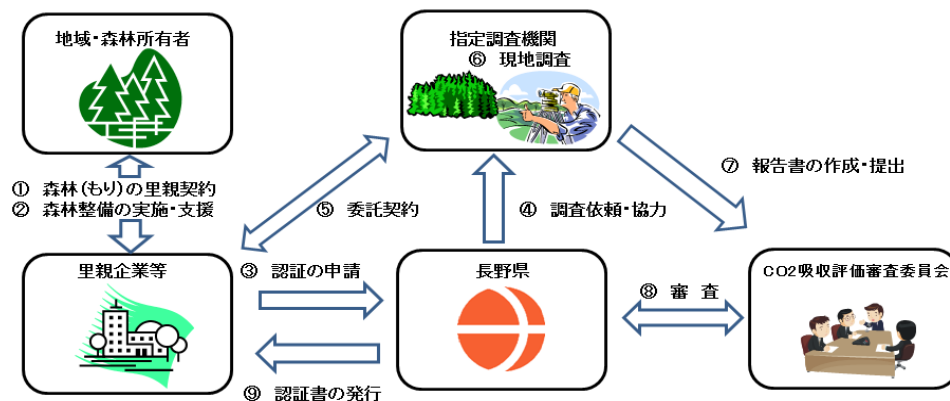 地域・森林所有者
指定調査機関
⑥ 現地調査
① 森林(もり)の里親契約
② 森林整備の実施・支援
⑤ 委託契約
④ 調査依頼・協力
⑦ 報告書の作成・提出
里親企業等
③ 認証の申請
長野県
⑧ 審 査
CO2吸収評価審査委員会
⑨ 認証書の発行